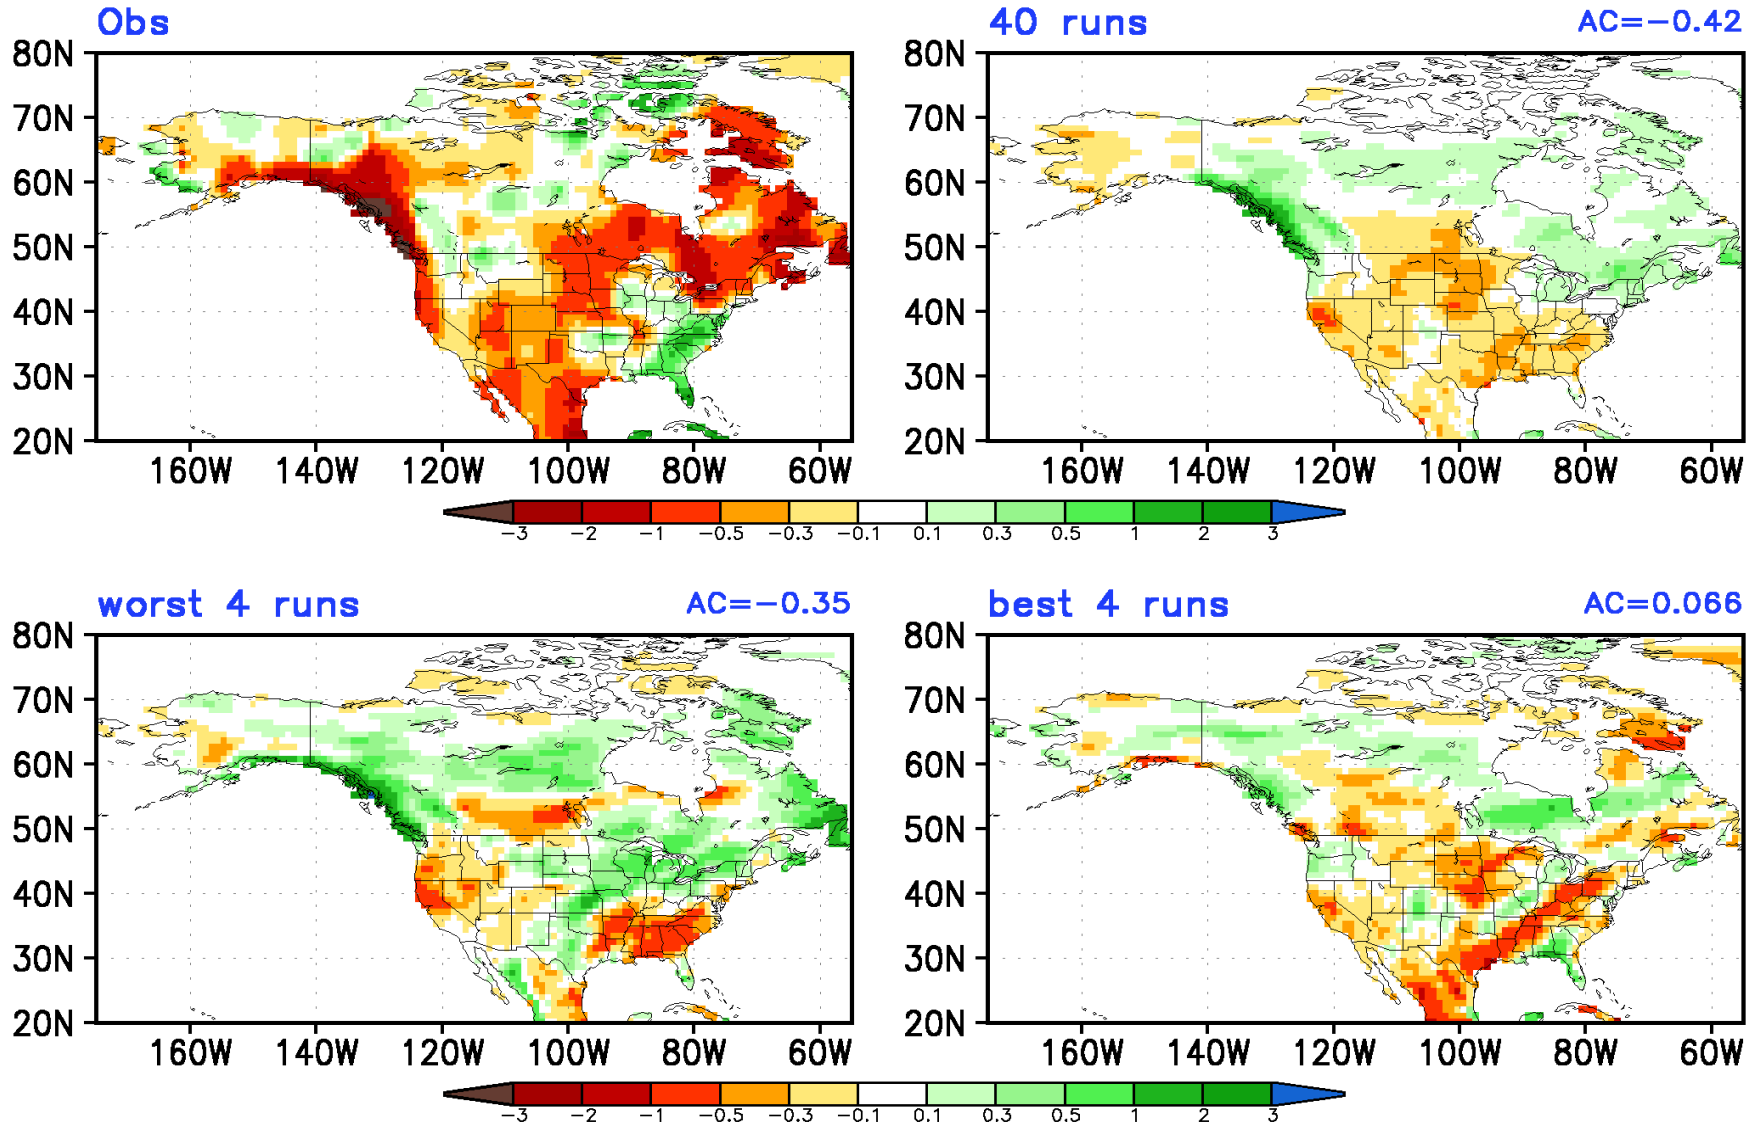 Obs
40 runs AC=−0.42
80N 80N
70N 70N
60N 60N
50N 50N
40N 40N
30N 30N
20N 20N
160W 140W 120W 100W 80W 60W 160W 140W 120W 100W 80W 60W
−3 −2 −1 −0.5 −0.3 −0.1 0.1 0.3 0.5 1 2 3
worst 4 runs AC=−0.35 best 4 runs AC=0.066
80N 80N
70N 70N
60N 60N
50N 50N
40N 40N
30N 30N
20N 20N
160W 140W 120W 100W 80W 60W 160W 140W 120W 100W 80W 60W
−3 −2 −1 −0.5 −0.3 −0.1 0.1 0.3 0.5 1 2 3